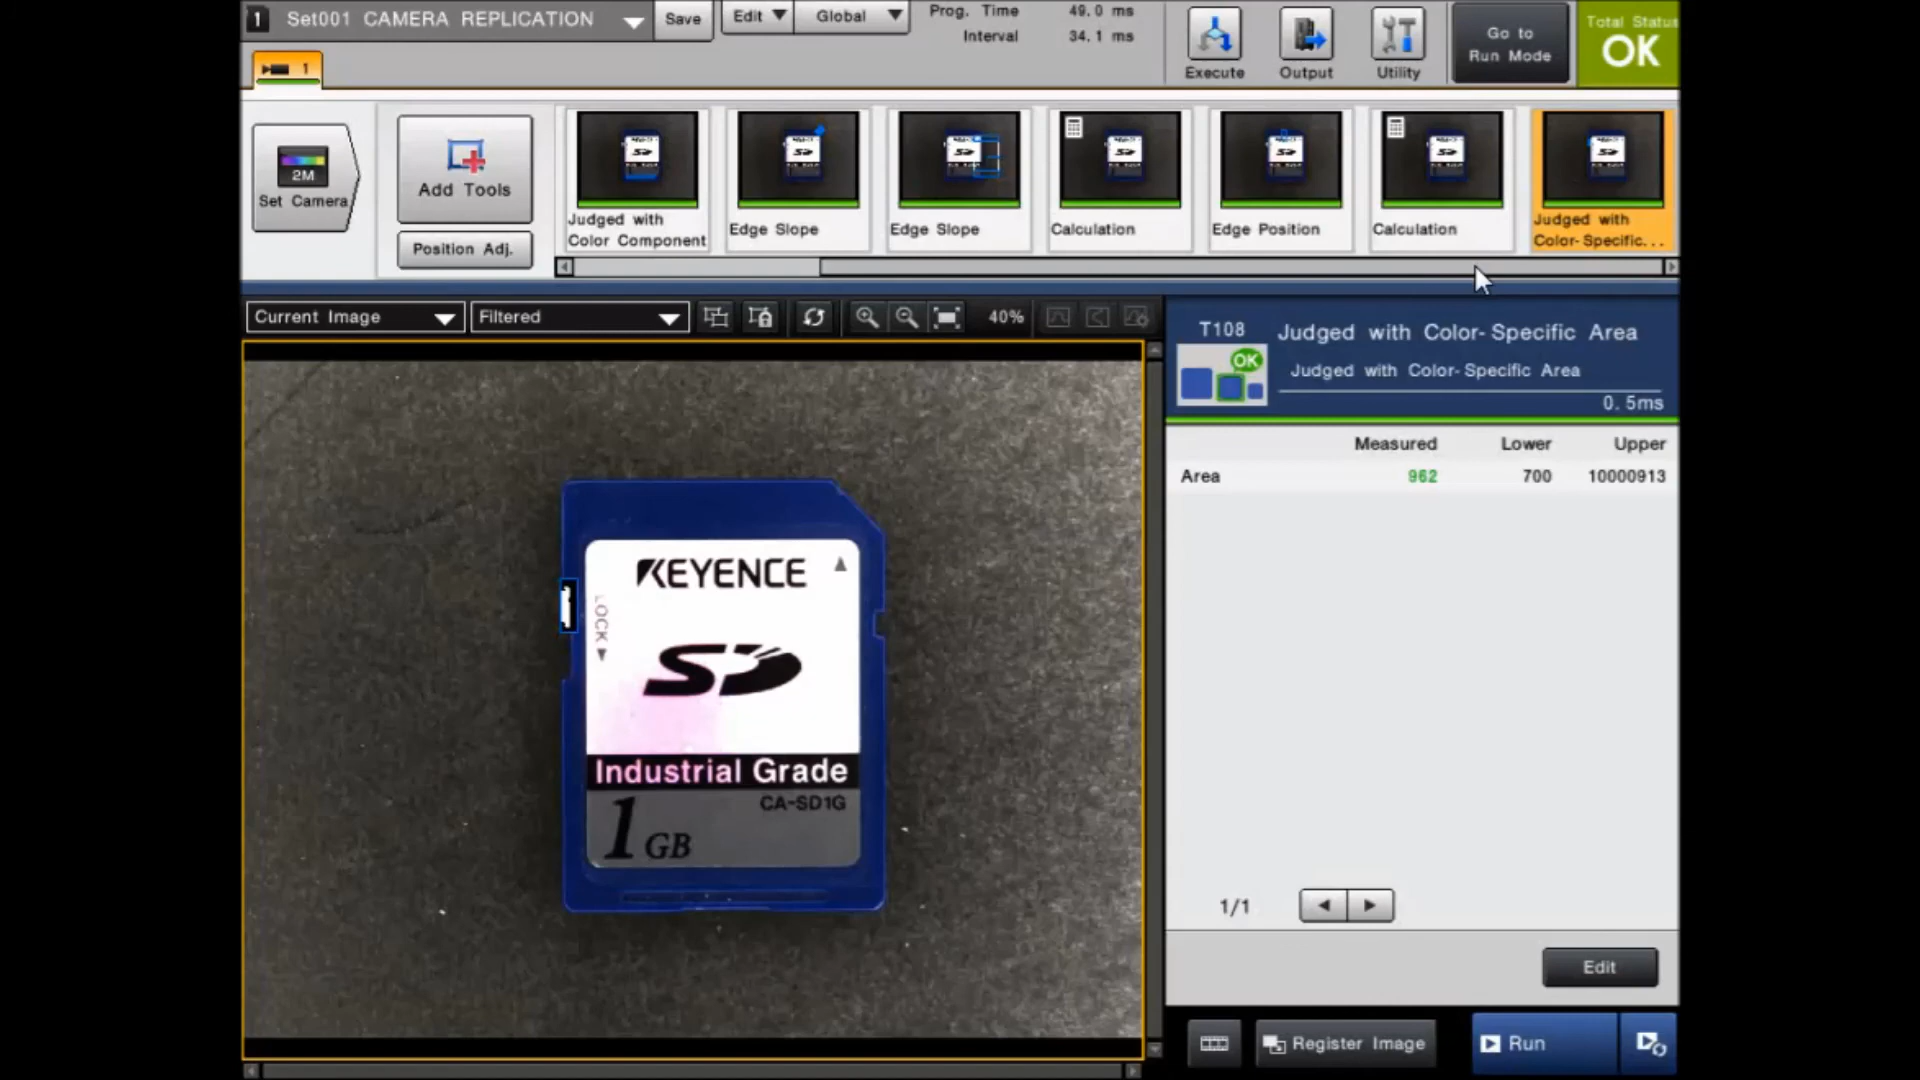 1 Set001 CAMERA REPLICATION Save Edit Global Prog. Time 49.0 ms
Interval 34.1 ms
Execute Output Utility
Go to
Run Mode
Total Status
OK
1
2M
Set Camera
Add Tools
Position Adj.
Judged with
Color Component
Edge Slope
Edge Slope
Calculation
Edge Position
Calculation
Judged with
Color-Specific...
Current Image Filtered 40%
KEYENCE
LOCK
SD
Industrial Grade
CA-SD1G
1 GB
T108 Judged with Color-Specific Area
OK
Judged with Color-Specific Area
0.5ms
Measured Lower Upper
Area 962 700 10000913
1/1
Edit
Register Image Run